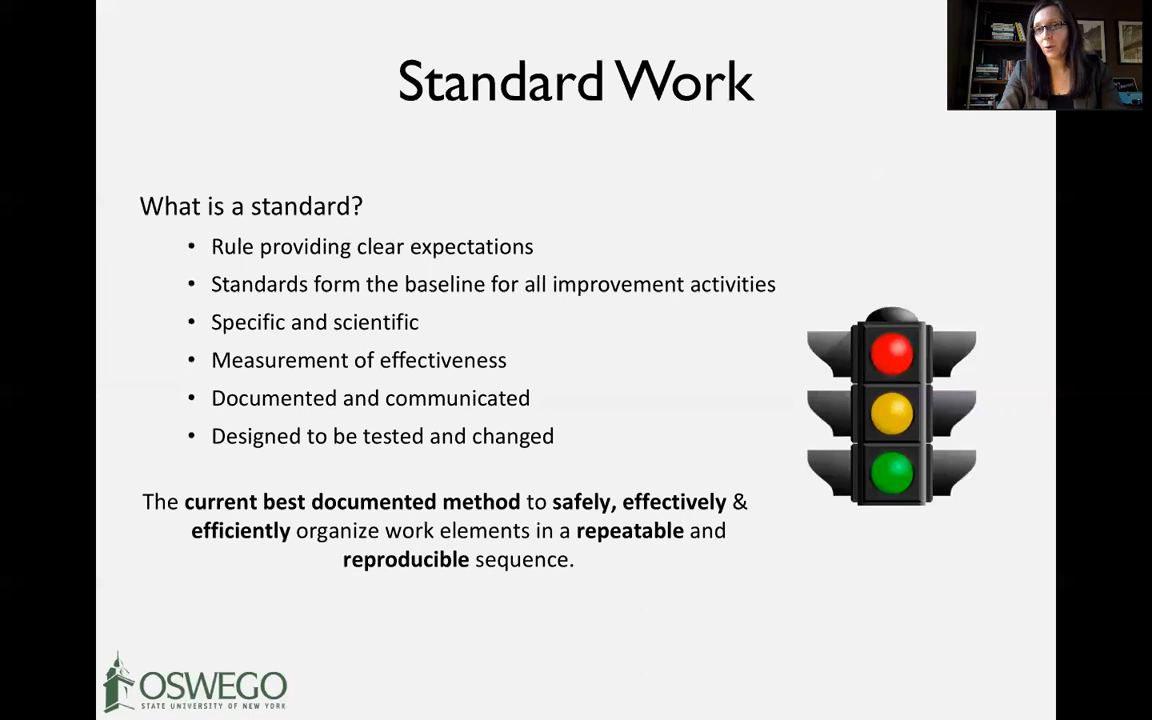 Standard Work
What is a standard?
• Rule providing clear expectations
• Standards form the baseline for all improvement activities
• Specific and scientific
• Measurement of effectiveness
• Documented and communicated
• Designed to be tested and changed
The current best documented method to safely, effectively &
efficiently organize work elements in a repeatable and
reproducible sequence.
OSWEGO
STATE UNIVERSITY OF NEW YORK